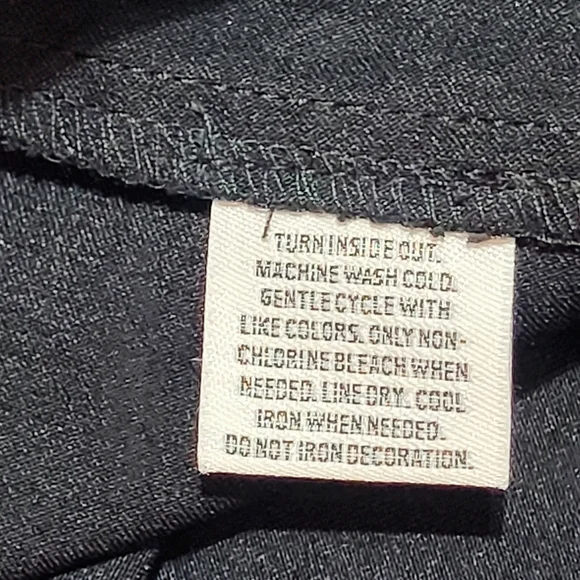 TURN INSIDE OUT.
MACHINE WASH COLD.
GENTLE CYCLE WITH
LIKE COLORS. ONLY NON-
CHLORINE BLEACH WHEN
NEEDED. LINE DRY. COOL
IRON WHEN NEEDED.
DO NOT IRON DECORATION.